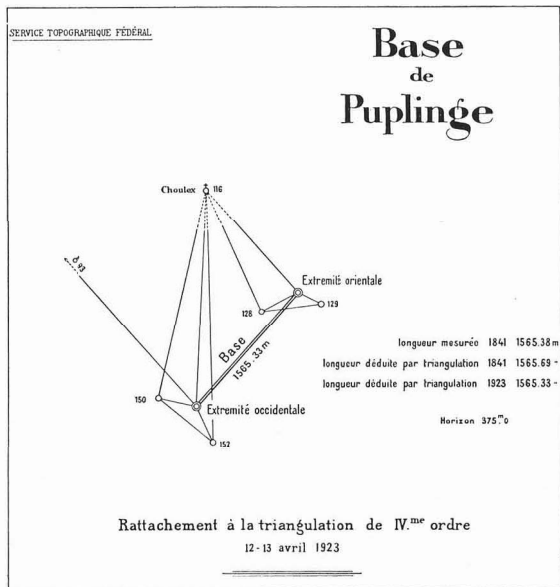 SERVICE TOPOGRAPHIQUE FÉDÉRAL
Base
de
Puplinge
Choulex 116
à 93
Extremité orientale
128
129
Base
1565.33 m
longueur mesurée 1841 1565.38 m
longueur déduite par triangulation 1841 1565.69 -
longueur déduite par triangulation 1923 1565.33 -
150
Extremité occidentale
152
Horizon 375.m0
Rattachement à la triangulation de IV.me ordre
12-13 avril 1923